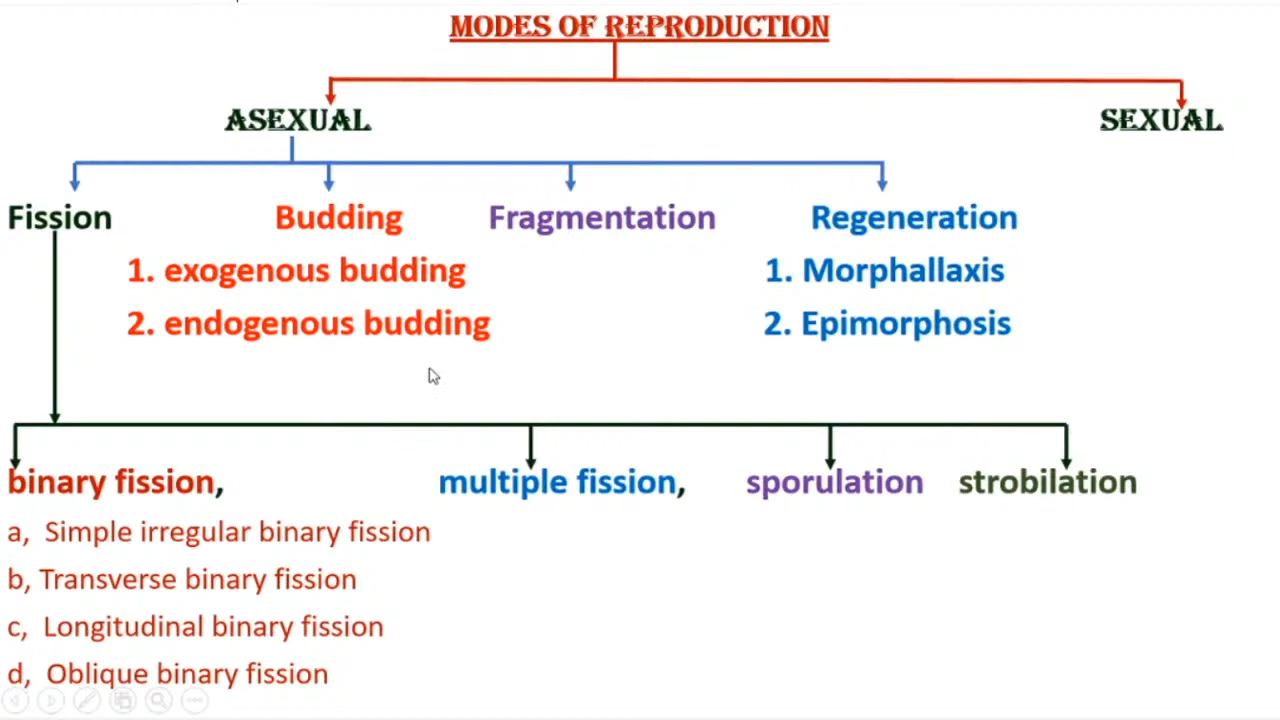 MODES OF REPRODUCTION
ASEXUAL SEXUAL
Fission Budding Fragmentation Regeneration
1. exogenous budding 1. Morphallaxis
2. endogenous budding 2. Epimorphosis
binary fission, multiple fission, sporulation strobilation
a, Simple irregular binary fission
b, Transverse binary fission
c, Longitudinal binary fission
d, Oblique binary fission